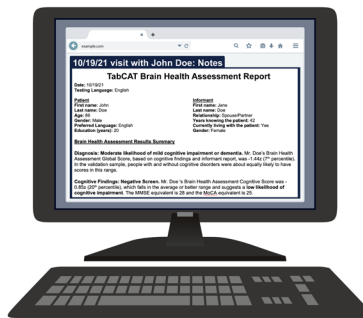 example.com
10/19/21 visit with John Doe: Notes
TabCAT Brain Health Assessment Report
Date: 10/19/21
Testing Language: English
Patient
First name: John
Last name: Doe
Age: 66
Gender: Male
Preferred Language: English
Education (years): 20
Informant
First name: Jane
Last name: Doe
Relationship: Spouse/Partner
Years knowing the patient: 42
Currently living with the patient: Yes
Gender: Female
Brain Health Assessment Results Summary
Diagnosis: Moderate likelihood of mild cognitive impairment or dementia. Mr. Doe's Brain Health
Assessment Global Score, based on cognitive findings and informant report, was -1.44z (7th percentile).
In the validation sample, people with and without cognitive disorders were about equally likely to have
scores in this range.
Cognitive Findings: Negative Screen. Mr. Doe 's Brain Health Assessment Cognitive Score was -
0.85z (20th percentile), which falls in the average or better range and suggests a low likelihood of
cognitive impairment. The MMSE equivalent is 28 and the MoCA equivalent is 25.